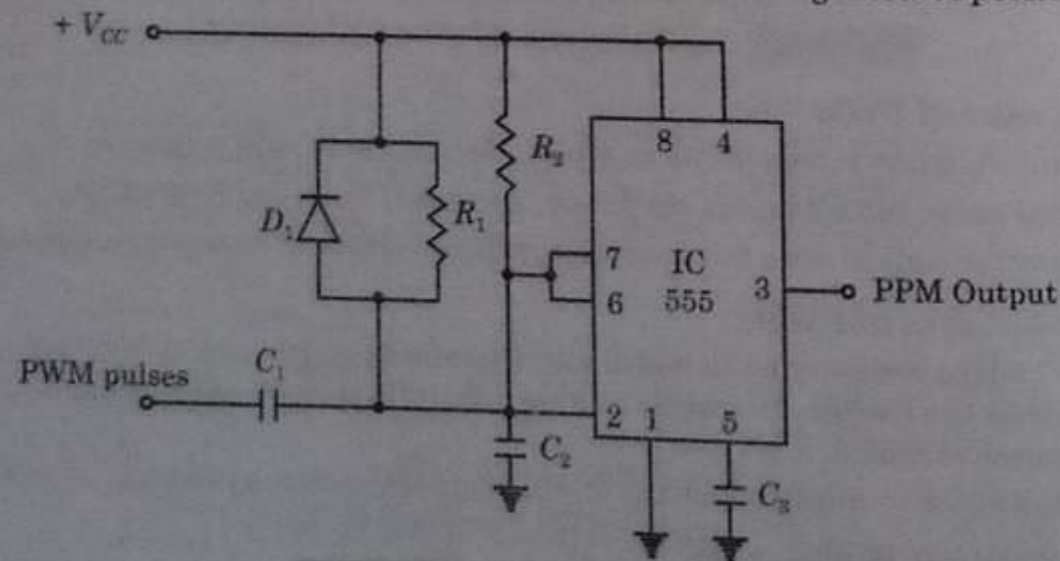 + V_CC
R₂
8 4
D₁
R₁
7
IC
6
555
3
PPM Output
PWM pulses
C₁
2 1 5
C₂
C₃